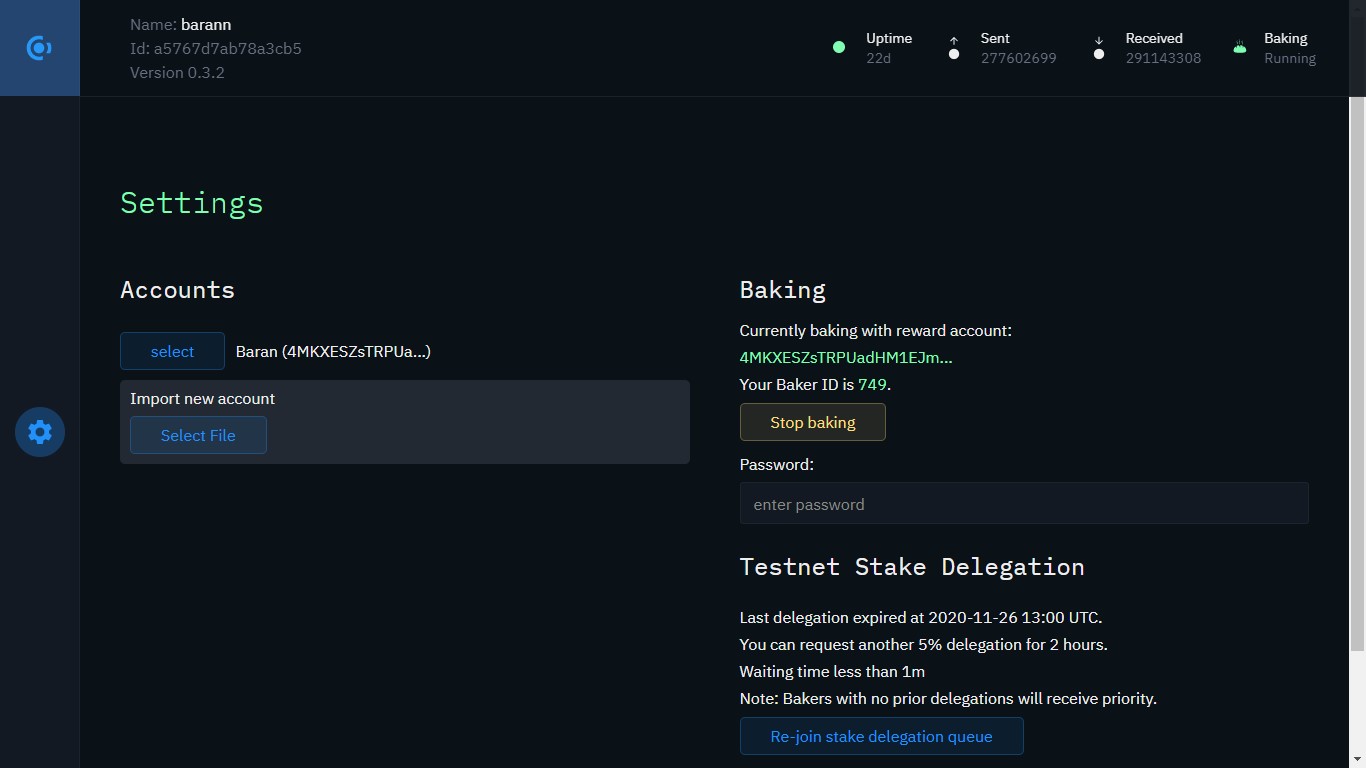 Name: barann
Id: a5767d7ab78a3cb5
Version 0.3.2
Uptime
22d
Sent
277602699
Received
291143308
Baking
Running
Settings
Accounts
select
Baran (4MKXESZsTRPUa...)
Import new account
Select File
Baking
Currently baking with reward account:
4MKXESZsTRPUadHM1EJm...
Your Baker ID is 749.
Stop baking
Password:
enter password
Testnet Stake Delegation
Last delegation expired at 2020-11-26 13:00 UTC.
You can request another 5% delegation for 2 hours.
Waiting time less than 1m
Note: Bakers with no prior delegations will receive priority.
Re-join stake delegation queue